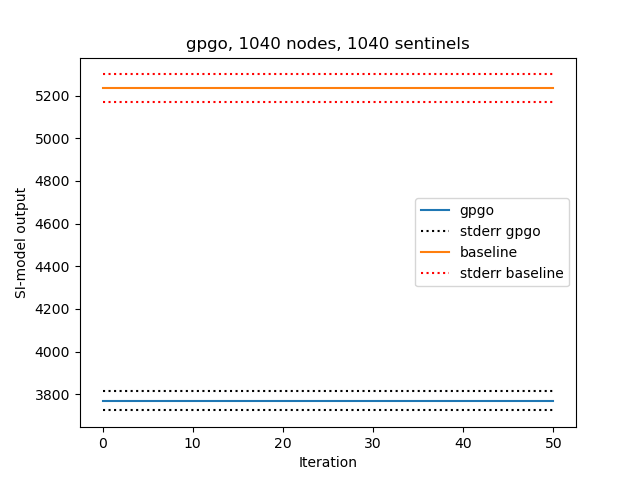 gpgo, 1040 nodes, 1040 sentinels
SI-model output
5200
5000
4800
4600
4400
4200
4000
3800
gpgo
stderr gpgo
baseline
stderr baseline
0 10 20 30 40 50
Iteration